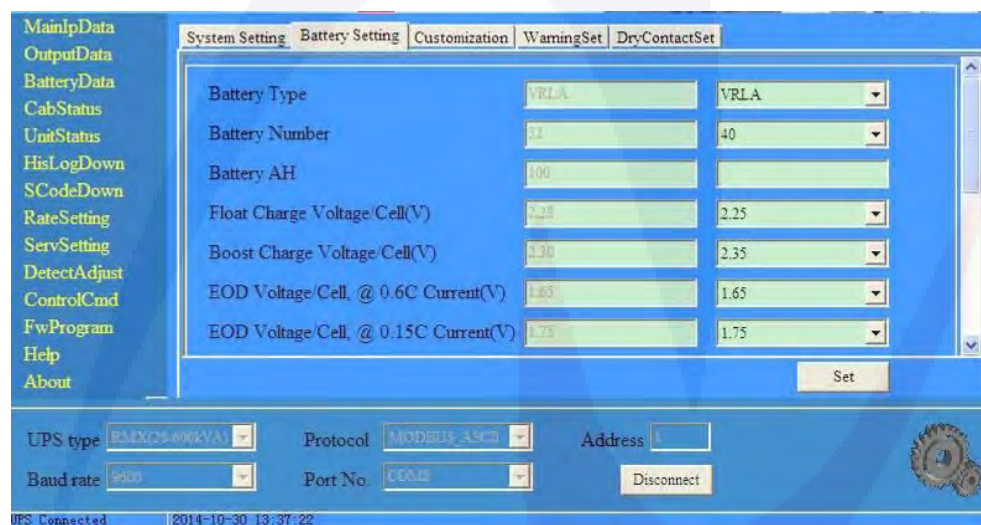 MainIpData
OutputData
BatteryData
CabStatus
UnitStatus
HisLogDown
SCodeDown
RateSetting
ServSetting
DetectAdjust
ControlCmd
FwProgram
Help
About
System Setting Battery Setting Customization WarningSet DryContactSet
Battery Type VRLA VRLA
Battery Number 32 40
Battery AH 100
Float Charge Voltage/Cell(V) 2.25
Boost Charge Voltage/Cell(V) 2.35
EOD Voltage/Cell, @ 0.6C Current(V) 1.65 1.65
EOD Voltage/Cell, @ 0.15C Current(V) 1.75 1.75
Set
UPS type Protocol MODBUS_ASCII Address 1
Baud rate 9600 Port No. Disconnect
UPS Connected 2014-10-30 13:37:22